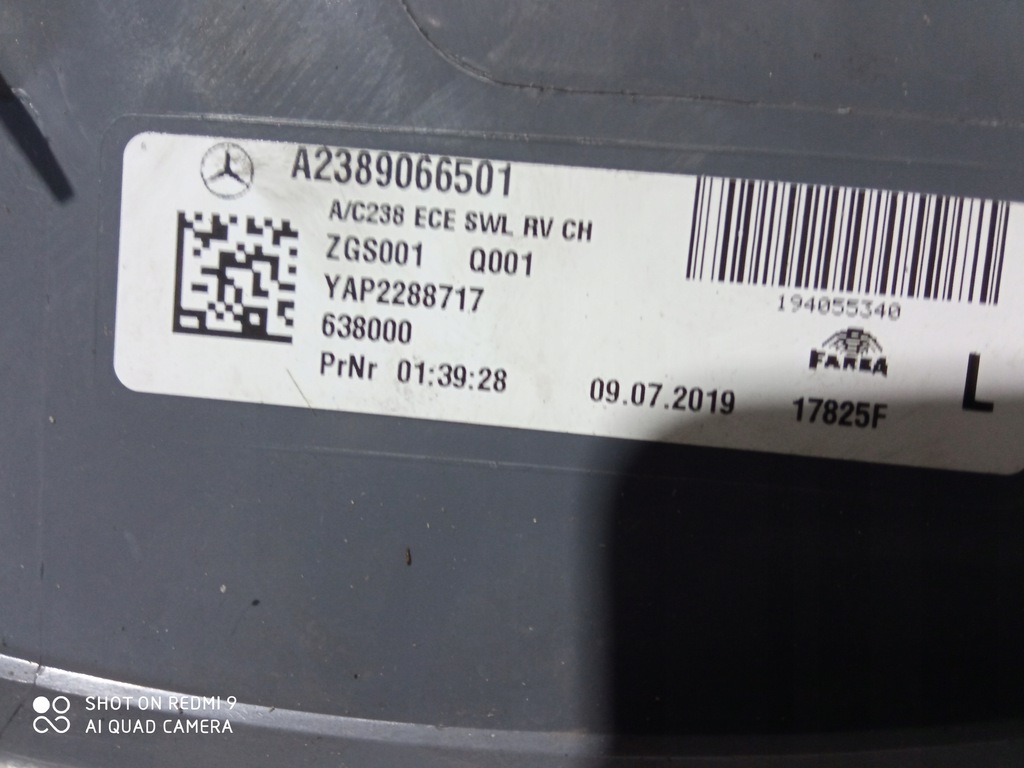 A2389066501
A/C238 ECE SWL RV CH
ZGS001 Q001
YAP2288717
638000
PrNr 01:39:28 09.07.2019
194055340
FARBA
17825F
L
SHOT ON REDMI 9
AI QUAD CAMERA